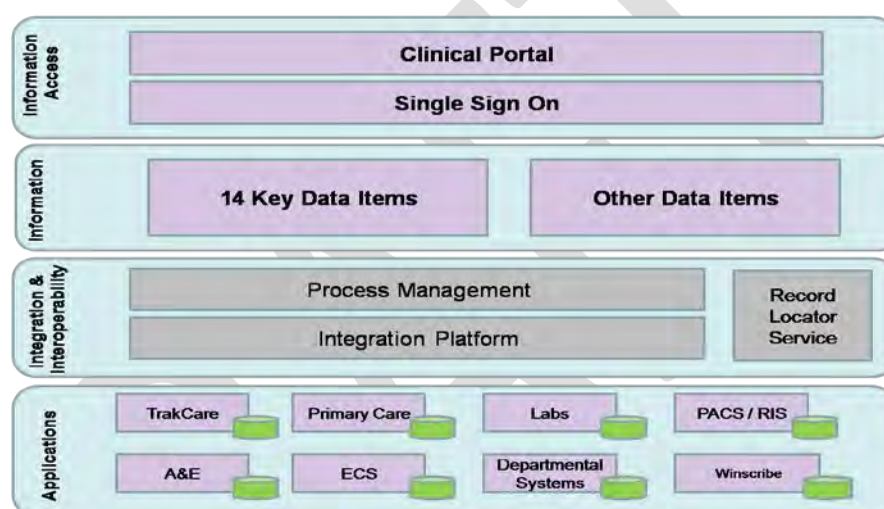 Information
Access
Clinical Portal
Single Sign On
Information
14 Key Data Items
Other Data Items
Integration &
Interoperability
Process Management
Integration Platform
Record
Locator
Service
Applications
TrakCare
Primary Care
Labs
PACS / RIS
A&E
ECS
Departmental
Systems
Winscribe